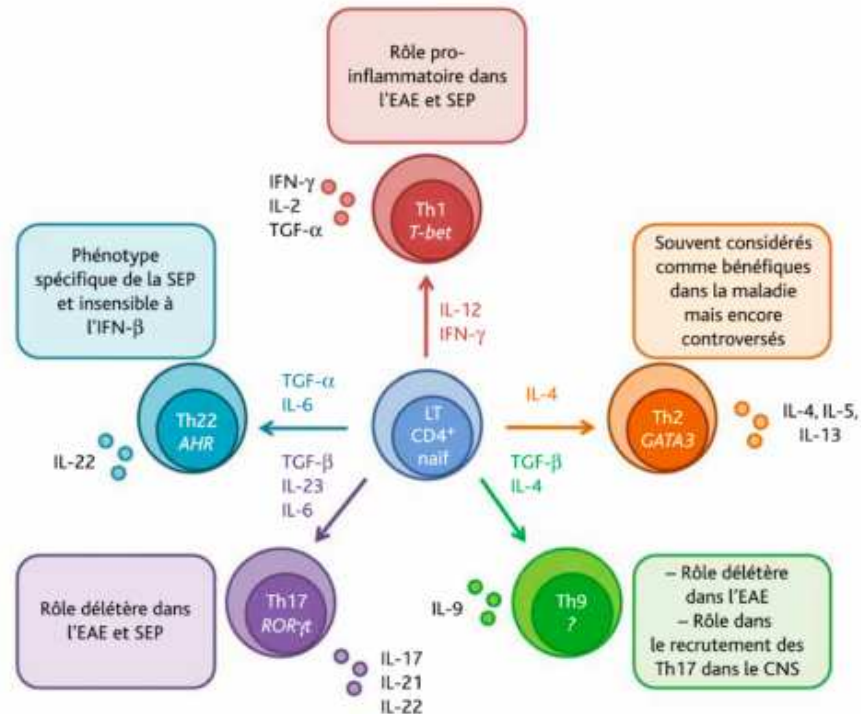 Rôle pro-
inflammatoire dans
l'EAE et SEP
IFN-γ
IL-2
TGF-α
Th1
T-bet
IL-12
IFN-γ
Phénotype
spécifique de la SEP
et insensible à
l'IFN-β
Souvent considérés
comme bénéfiques
dans la maladie
mais encore
controversés
Th22
AHR
IL-22
TGF-α
IL-6
LT
CD4+
naïf
IL-4
Th2
GATA3
IL-4, IL-5,
IL-13
TGF-β
IL-23
IL-6
TGF-β
IL-4
Rôle délétère dans
l'EAE et SEP
Th17
RORγt
IL-17
IL-21
IL-22
IL-9
Th9
?
– Rôle délétère
dans l'EAE
– Rôle dans
le recrutement des
Th17 dans le CNS